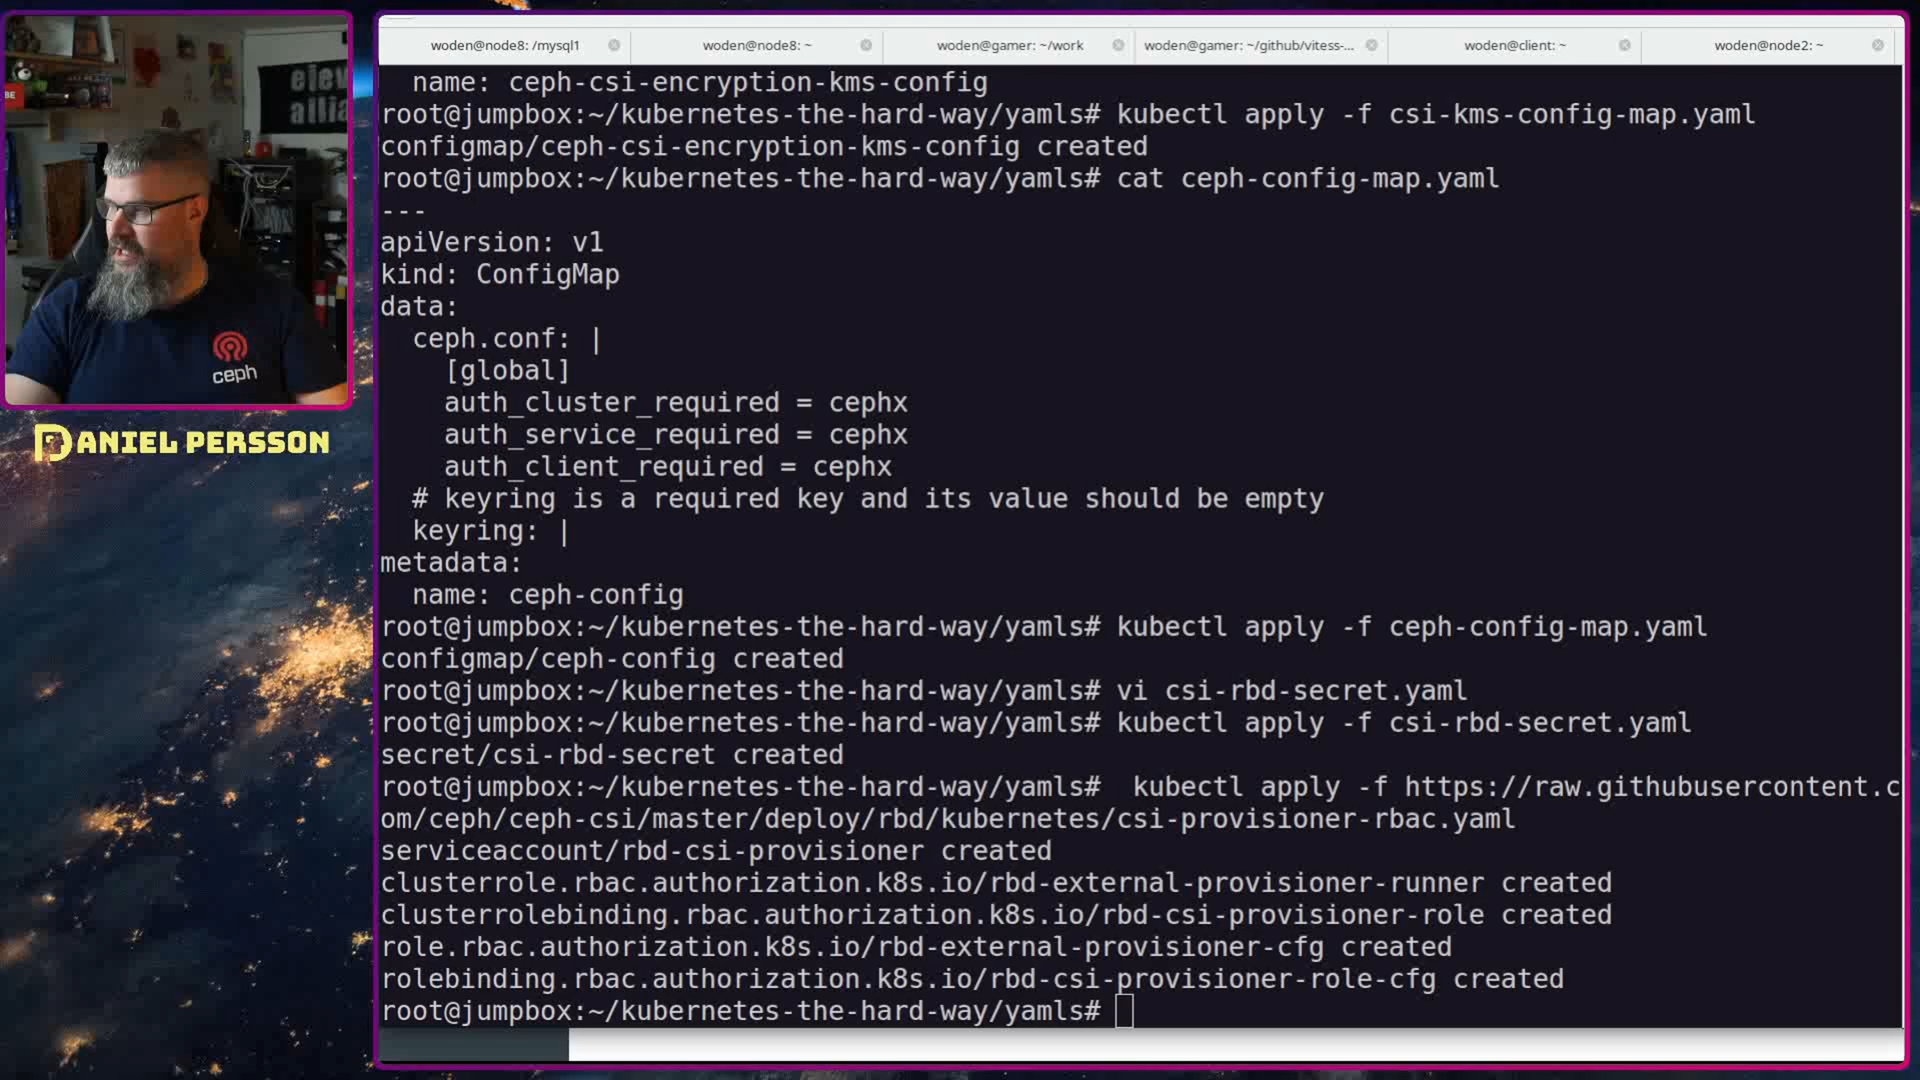 woden@node8: /mysql1
woden@node8: ~
woden@gamer: ~/work
woden@gamer: ~/github/vitess-...
woden@client: ~
woden@node2: ~
name: ceph-csi-encryption-kms-config
root@jumpbox:~/kubernetes-the-hard-way/yamls# kubectl apply -f csi-kms-config-map.yaml
configmap/ceph-csi-encryption-kms-config created
root@jumpbox:~/kubernetes-the-hard-way/yamls# cat ceph-config-map.yaml
---
apiVersion: v1
kind: ConfigMap
data:
ceph.conf: |
[global]
auth_cluster_required = cephx
auth_service_required = cephx
auth_client_required = cephx
# keyring is a required key and its value should be empty
keyring: |
metadata:
name: ceph-config
root@jumpbox:~/kubernetes-the-hard-way/yamls# kubectl apply -f ceph-config-map.yaml
configmap/ceph-config created
root@jumpbox:~/kubernetes-the-hard-way/yamls# vi csi-rbd-secret.yaml
root@jumpbox:~/kubernetes-the-hard-way/yamls# kubectl apply -f csi-rbd-secret.yaml
secret/csi-rbd-secret created
root@jumpbox:~/kubernetes-the-hard-way/yamls#  kubectl apply -f https://raw.githubusercontent.c
om/ceph/ceph-csi/master/deploy/rbd/kubernetes/csi-provisioner-rbac.yaml
serviceaccount/rbd-csi-provisioner created
clusterrole.rbac.authorization.k8s.io/rbd-external-provisioner-runner created
clusterrolebinding.rbac.authorization.k8s.io/rbd-csi-provisioner-role created
role.rbac.authorization.k8s.io/rbd-external-provisioner-cfg created
rolebinding.rbac.authorization.k8s.io/rbd-csi-provisioner-role-cfg created
root@jumpbox:~/kubernetes-the-hard-way/yamls#
ceph
DANIEL PERSSON